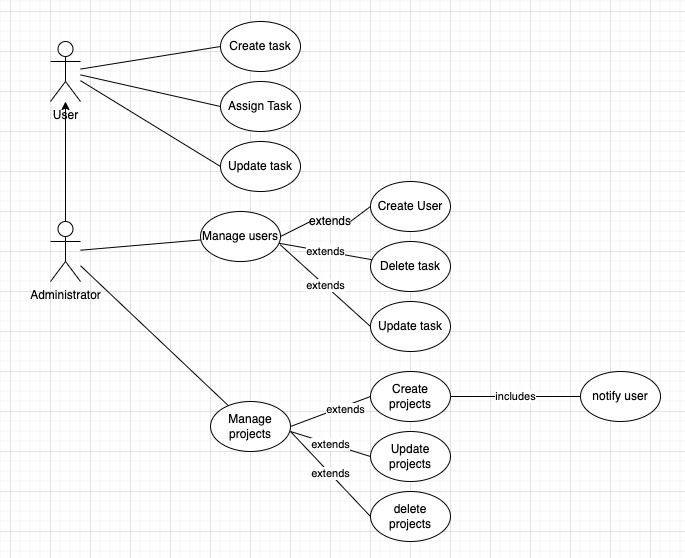 Create task
User
Assign Task
Update task
Administrator
Manage users
extends
Create User
extends
Delete task
extends
Update task
Manage
projects
extends
Create
projects
includes
notify user
extends
Update
projects
extends
delete
projects